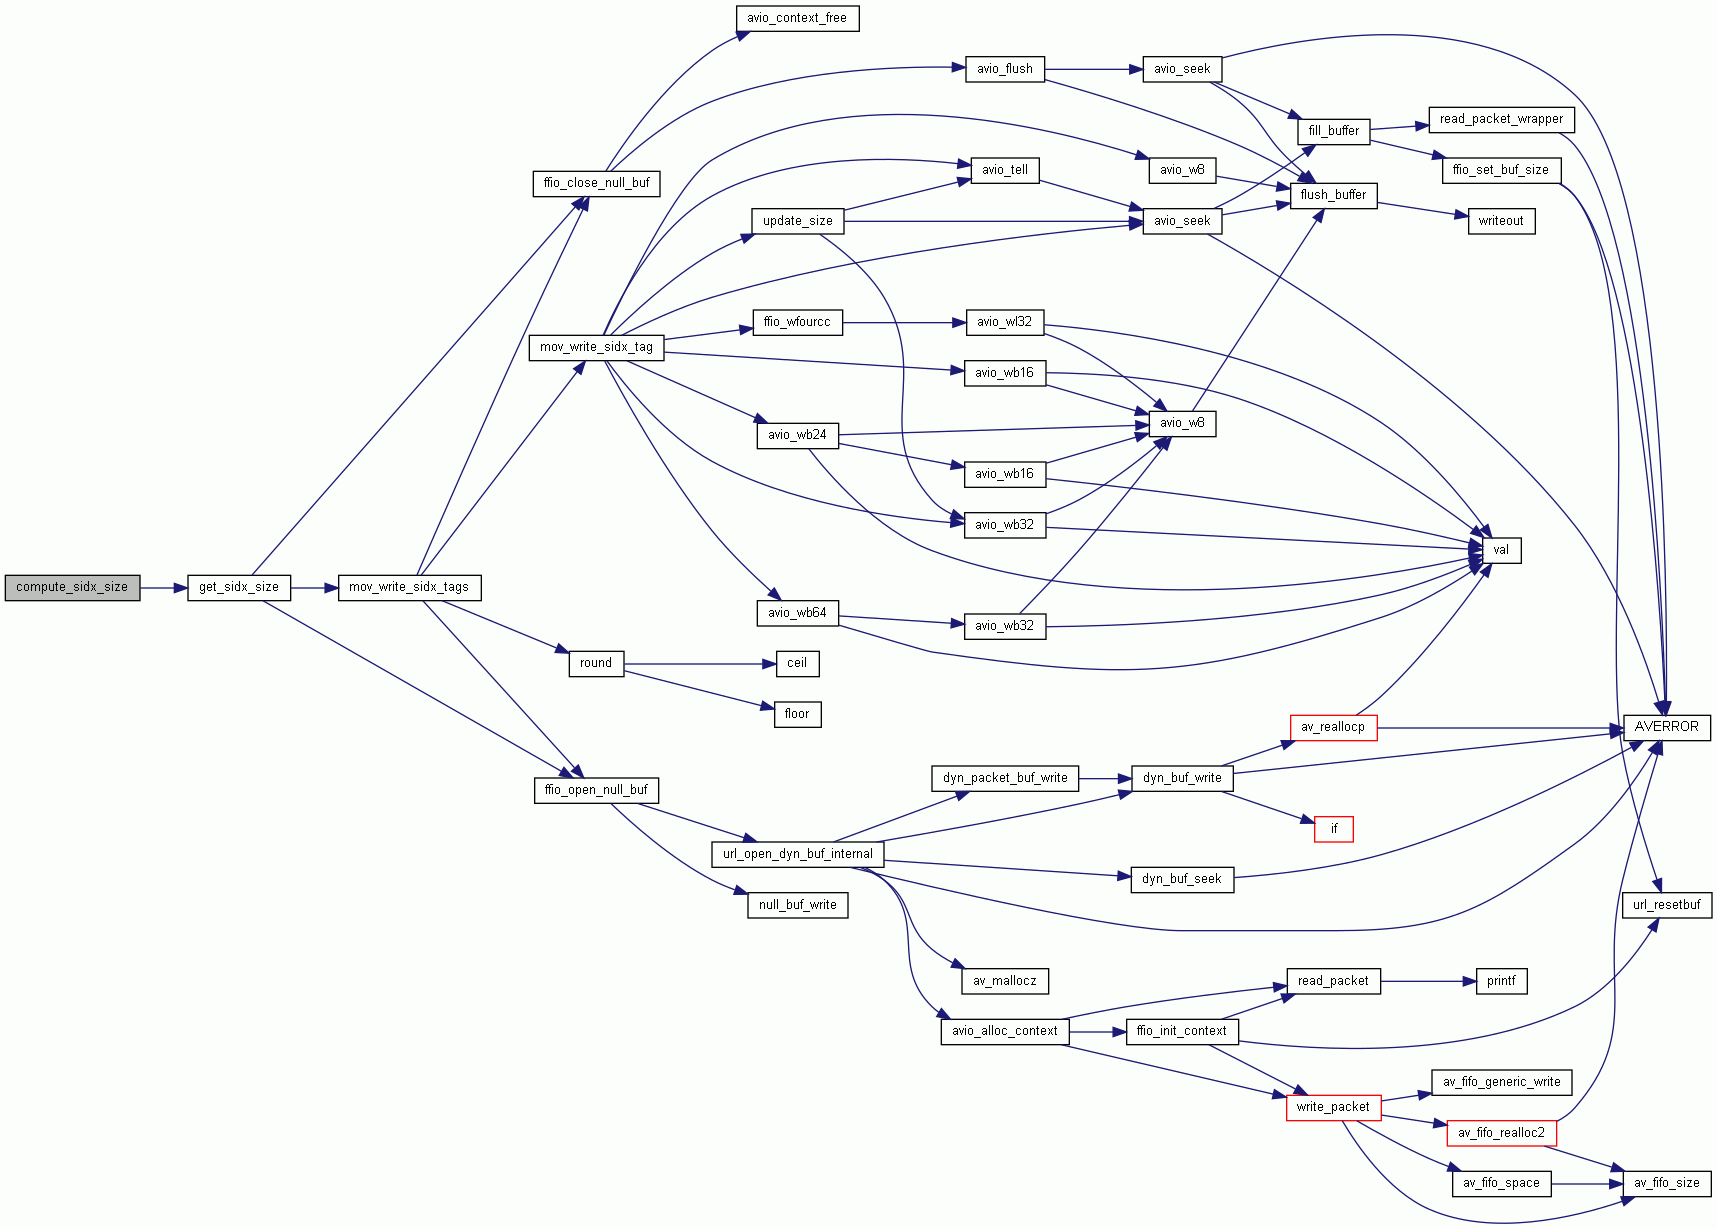 avio_context_free
avio_flush
avio_seek
read_packet_wrapper
fill_buffer
ffio_close_null_buf
avio_tell
avio_w8
ffio_set_buf_size
flush_buffer
update_size
avio_seek
writeout
mov_write_sidx_tag
ffio_wfourcc
avio_wl32
avio_wb16
avio_wb24
avio_w8
avio_wb16
avio_wb32
val
compute_sidx_size
get_sidx_size
mov_write_sidx_tags
avio_wb64
avio_wb32
round
ceil
floor
av_reallocp
AVERROR
ffio_open_null_buf
dyn_packet_buf_write
dyn_buf_write
if
url_open_dyn_buf_internal
dyn_buf_seek
null_buf_write
url_resetbuf
av_mallocz
read_packet
printf
avio_alloc_context
ffio_init_context
av_fifo_generic_write
write_packet
av_fifo_realloc2
av_fifo_space
av_fifo_size